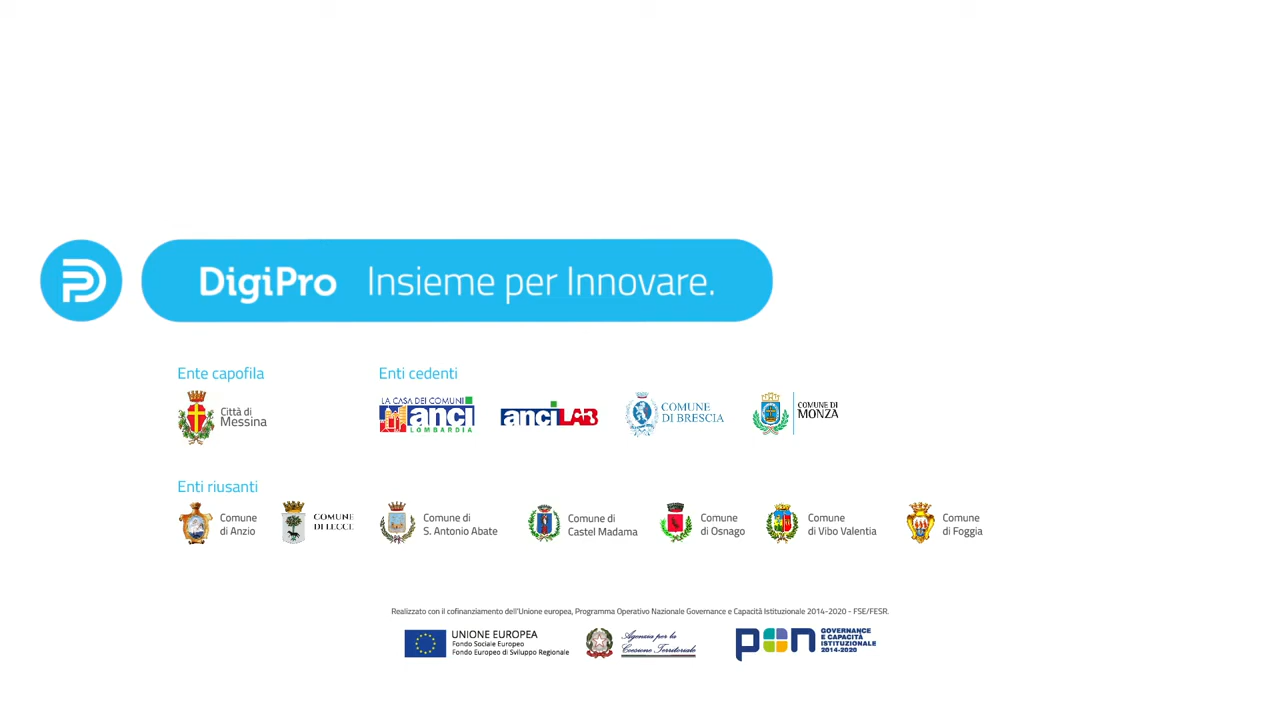 DigiPro Insieme per Innovare.
Ente capofila
Città di
Messina
Enti cedenti
LA CASA DEI COMUNI
anci
LOMBARDIA
anciLAB
COMUNE
DI BRESCIA
COMUNE DI
MONZA
Enti riusanti
Comune
di Anzio
COMUNE
DI LECCE
Comune di
S. Antonio Abate
Comune di
Castel Madama
Comune
di Osnago
Comune
di Vibo Valentia
Comune
di Foggia
Realizzato con il cofinanziamento dell'Unione europea, Programma Operativo Nazionale Governance e Capacità Istituzionale 2014-2020 - FSE/FESR.
UNIONE EUROPEA
Fondo Sociale Europeo
Fondo Europeo di Sviluppo Regionale
Agenzia per la
Coesione Territoriale
pon
GOVERNANCE
E CAPACITÀ
ISTITUZIONALE
2014-2020